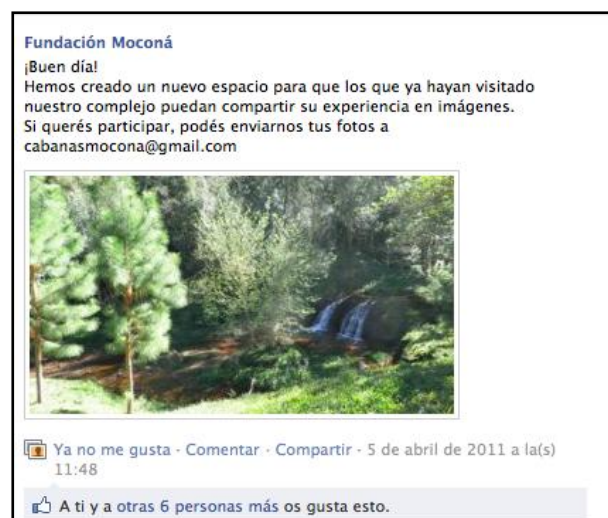 Fundación Moconá
¡Buen día!
Hemos creado un nuevo espacio para que los que ya hayan visitado
nuestro complejo puedan compartir su experiencia en imágenes.
Si querés participar, podés enviarnos tus fotos a
cabanasmocona@gmail.com
Ya no me gusta · Comentar · Compartir · 5 de abril de 2011 a la(s)
11:48
A ti y a otras 6 personas más os gusta esto.